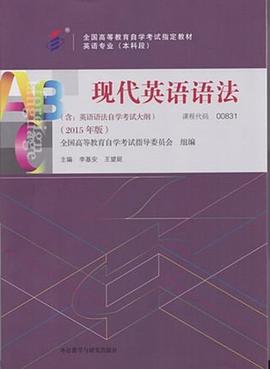 全国高等教育自学考试指定教材
英语专业（本科段）
现代英语语法
（含：英语语法自学考试大纲） 课程代码 00831
（2015年版）
全国高等教育自学考试指导委员会 组编
主编 李基安 王望妮
外语教学与研究出版社